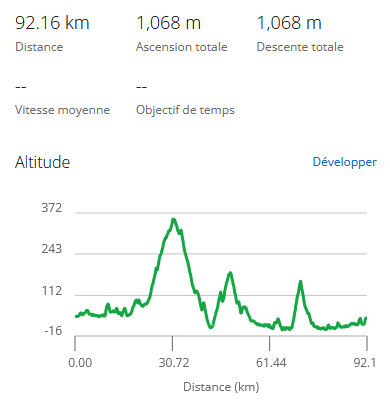 92.16 km 1,068 m 1,068 m
Distance Ascension totale Descente totale
-- --
Vitesse moyenne Objectif de temps
Altitude Développer
372
243
112
-16
0.00 30.72 61.44 92.1
Distance (km)